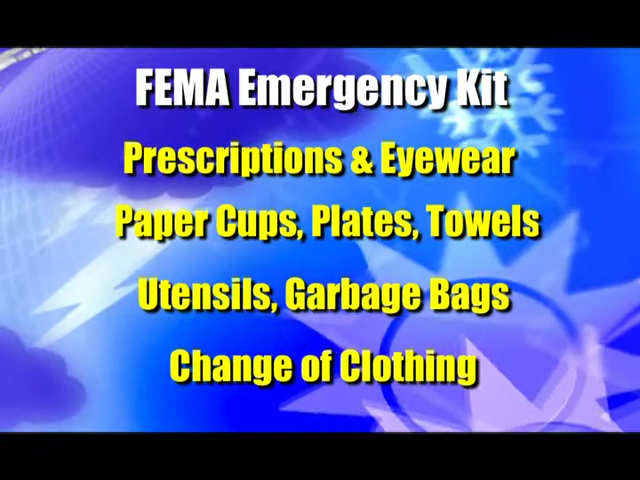 FEMA Emergency Kit
Prescriptions & Eyewear
Paper Cups, Plates, Towels
Utensils, Garbage Bags
Change of Clothing